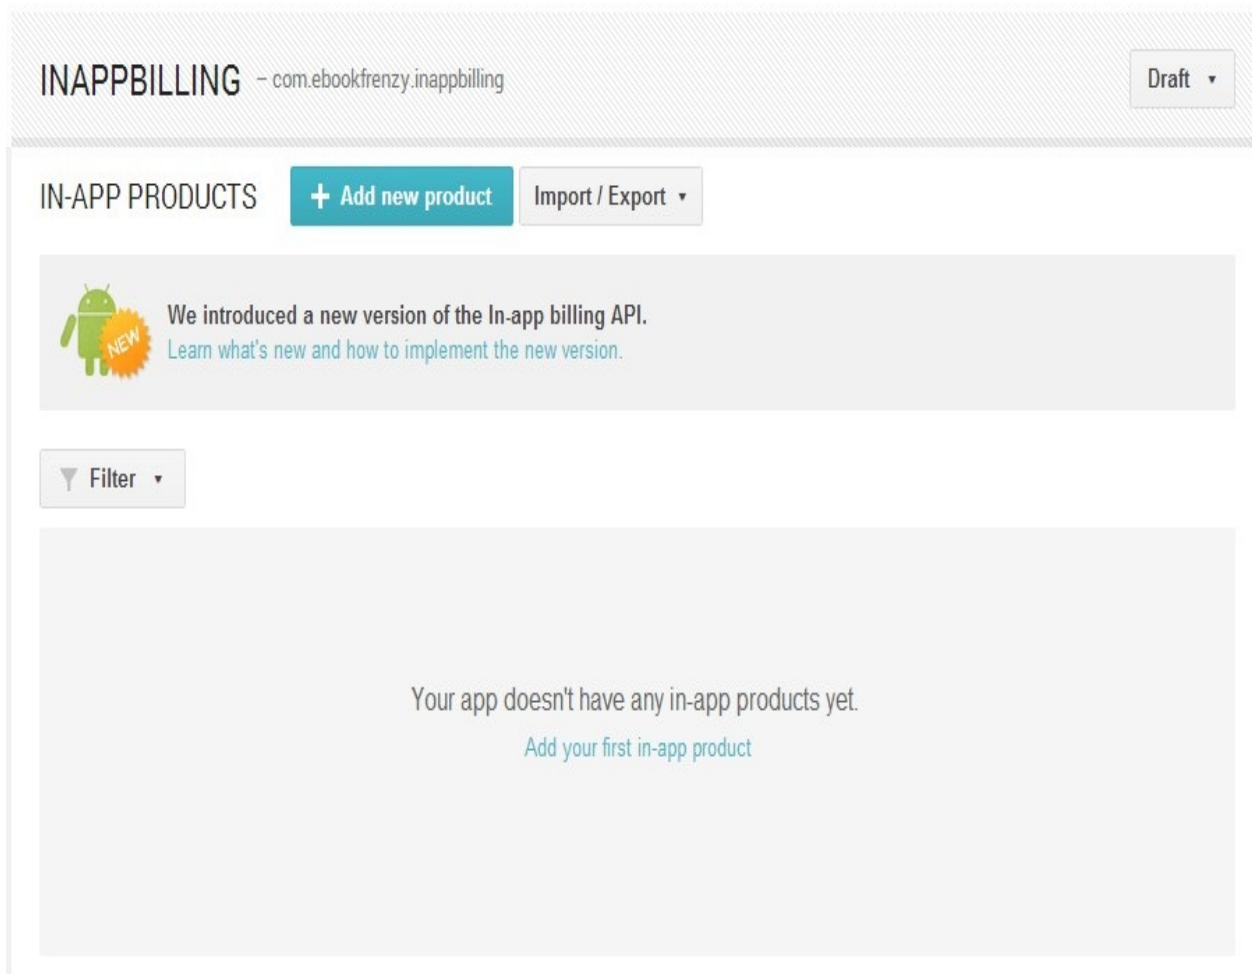 INAPPBILLING – com.ebookfrenzy.inappbilling
Draft
IN-APP PRODUCTS
+ Add new product
Import / Export
NEW
We introduced a new version of the In-app billing API.
Learn what's new and how to implement the new version.
Filter
Your app doesn't have any in-app products yet.
Add your first in-app product